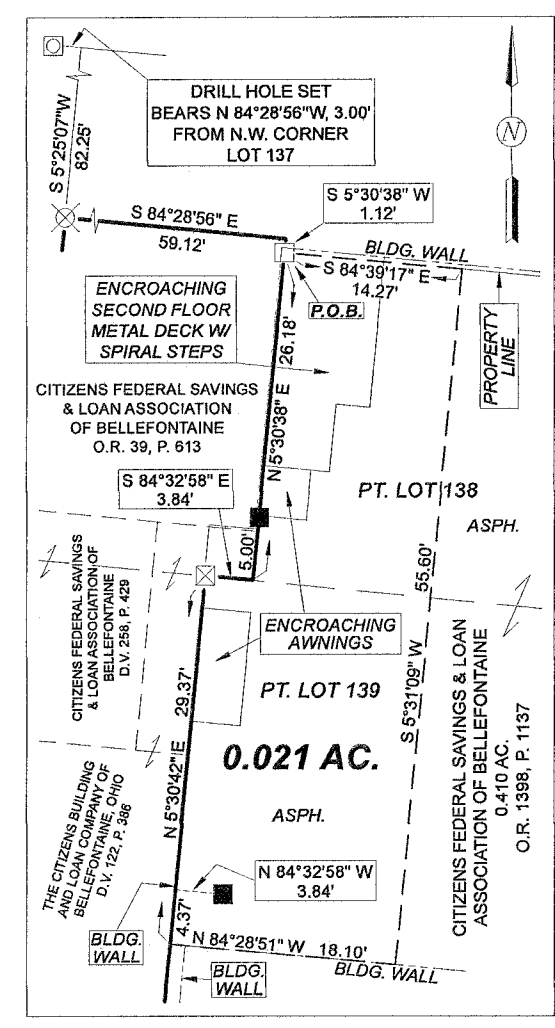 DRILL HOLE SET
BEARS N 84°28'56"W, 3.00'
FROM N.W. CORNER
LOT 137
N
S 5°25'07"W
82.25'
S 84°28'56" E
59.12'
S 5°30'38" W
1.12'
BLDG. WALL
S 84°39'17" E
14.27'
P.O.B.
PROPERTY
LINE
ENCROACHING
SECOND FLOOR
METAL DECK W/
SPIRAL STEPS
26.18'
N 5°30'38" E
CITIZENS FEDERAL SAVINGS
& LOAN ASSOCIATION
OF BELLEFONTAINE
O.R. 39, P. 613
S 84°32'58" E
3.84'
PT. LOT 138
ASPH.
5.00'
55.60'
S 5°31'09" W
CITIZENS FEDERAL SAVINGS
& LOAN ASSOCIATION OF
BELLEFONTAINE
D.V. 258, P. 429
ENCROACHING
AWNINGS
29.37'
N 5°30'42" E
PT. LOT 139
0.021 AC.
ASPH.
CITIZENS FEDERAL SAVINGS & LOAN
ASSOCIATION OF BELLEFONTAINE
0.410 AC.
O.R. 1398, P. 1137
THE CITIZENS BUILDING
AND LOAN COMPANY OF
BELLEFONTAINE, OHIO
D.V. 122, P. 386
N 84°32'58" W
3.84'
4.37'
BLDG.
WALL
N 84°28'51" W 18.10'
BLDG. WALL
BLDG.
WALL